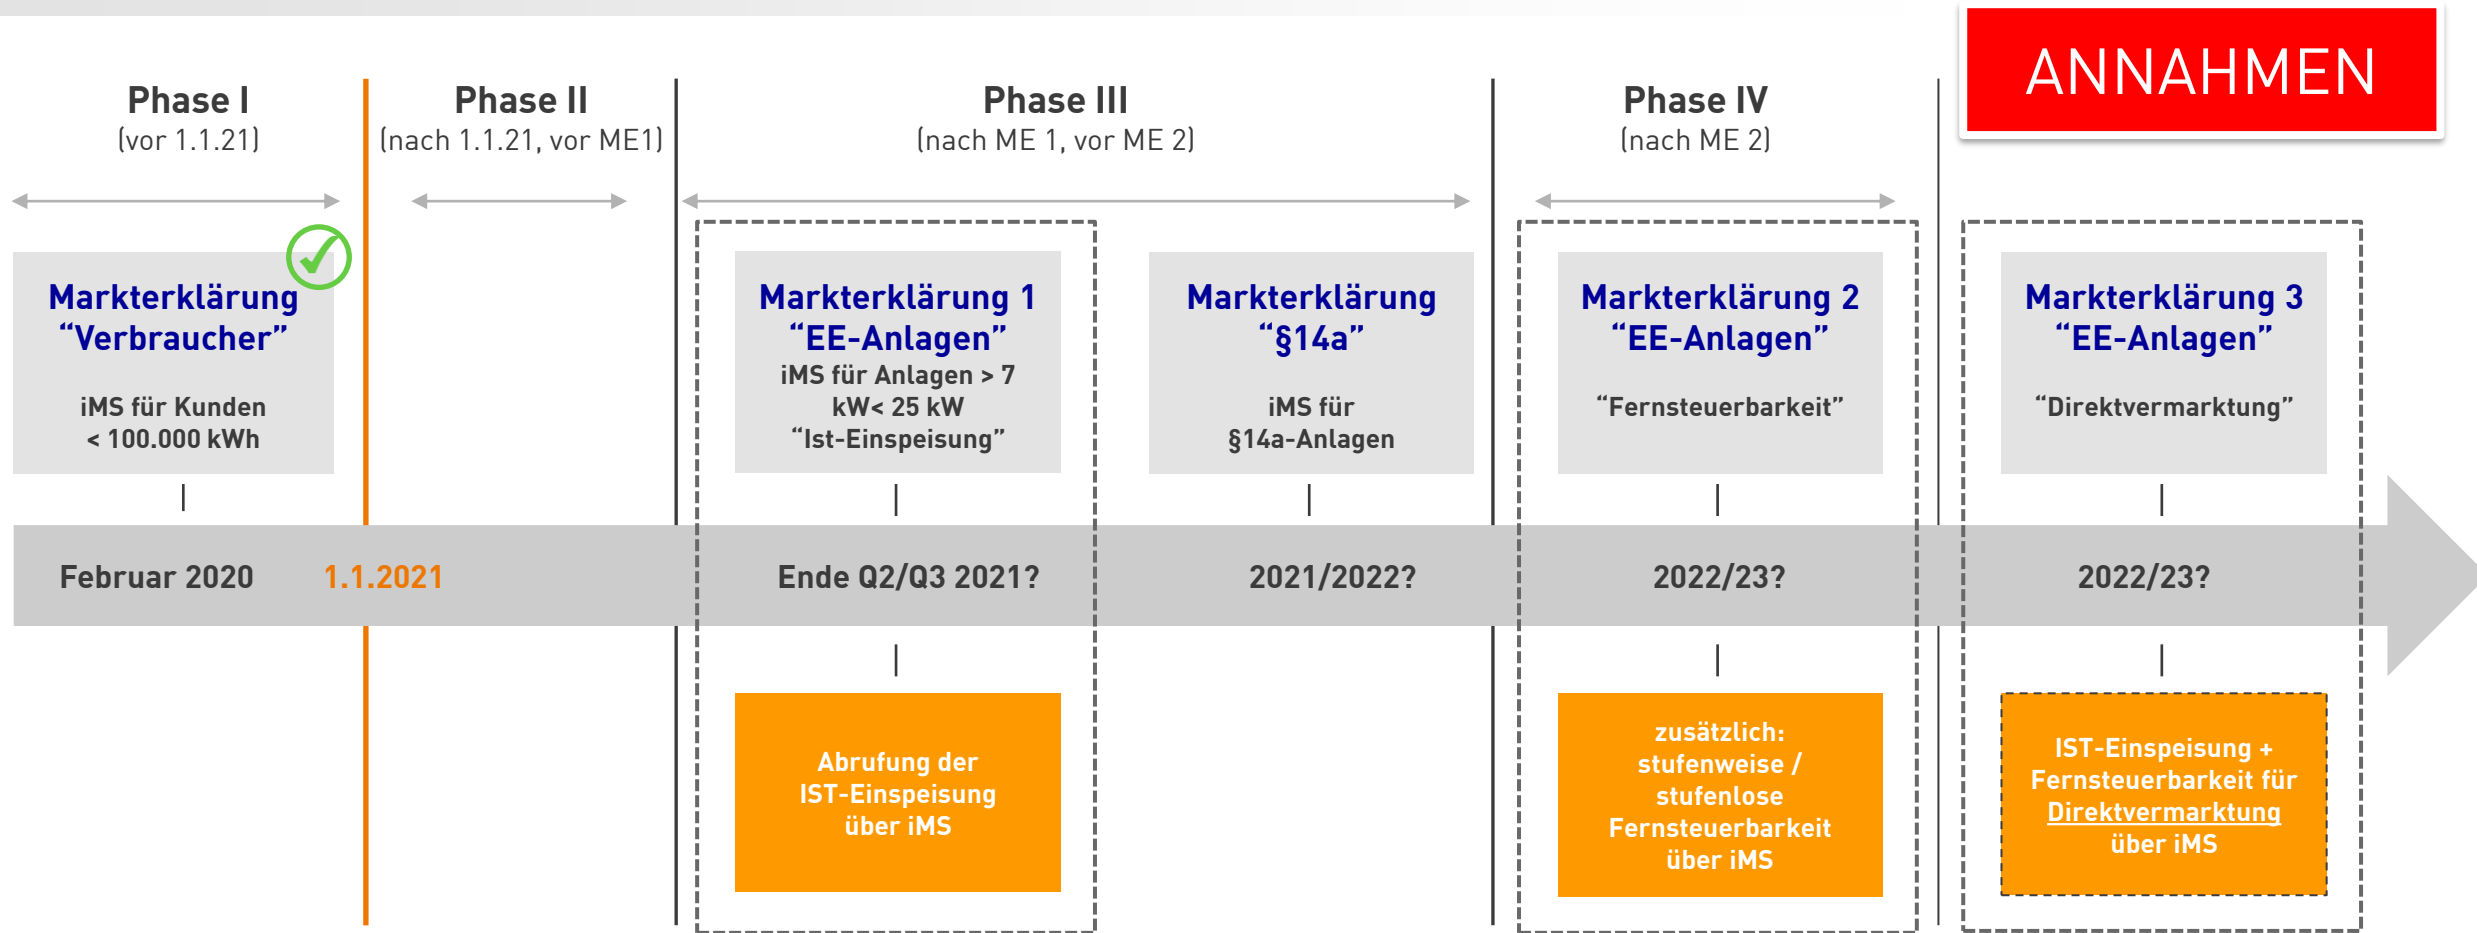 ANNAHMEN
Phase I
(vor 1.1.21)
Phase II
(nach 1.1.21, vor ME1)
Phase III
(nach ME 1, vor ME 2)
Phase IV
(nach ME 2)
Markterklärung
“Verbraucher”
iMS für Kunden
< 100.000 kWh
Markterklärung 1
“EE-Anlagen”
iMS für Anlagen > 7
kW< 25 kW
“Ist-Einspeisung”
Markterklärung
“§14a”
iMS für
§14a-Anlagen
Markterklärung 2
“EE-Anlagen”
“Fernsteuerbarkeit”
Markterklärung 3
“EE-Anlagen”
“Direktvermarktung”
Februar 2020
1.1.2021
Ende Q2/Q3 2021?
2021/2022?
2022/23?
2022/23?
Abrufung der
IST-Einspeisung
über iMS
zusätzlich:
stufenweise /
stufenlose
Fernsteuerbarkeit
über iMS
IST-Einspeisung +
Fernsteuerbarkeit für
Direktvermarktung
über iMS